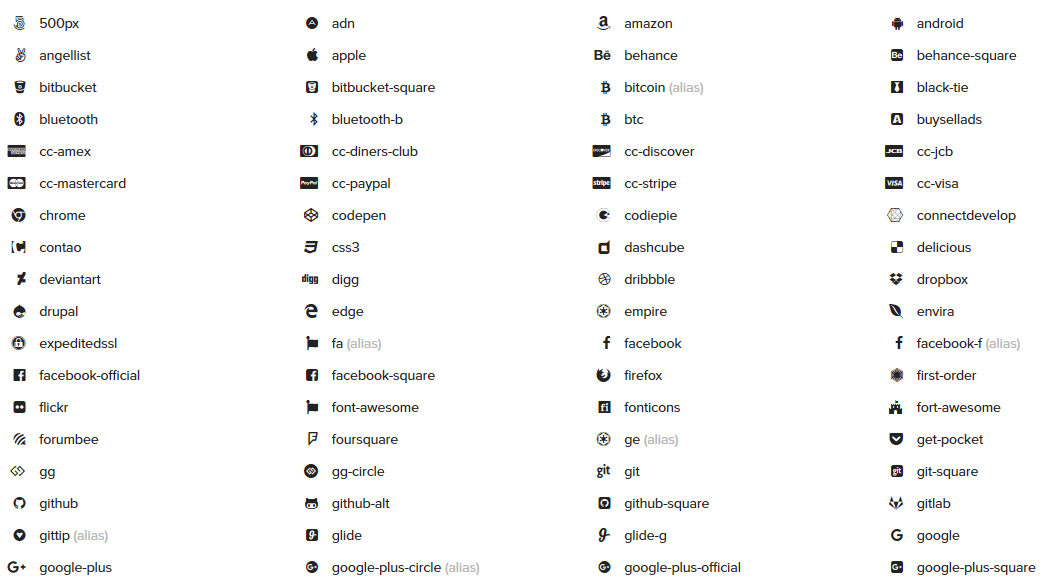 500px adn amazon android
angellist apple behance behance-square
bitbucket bitbucket-square bitcoin (alias) black-tie
bluetooth bluetooth-b btc buysellads
cc-amex cc-diners-club cc-discover cc-jcb
cc-mastercard cc-paypal cc-stripe cc-visa
chrome codepen codiepie connectdevelop
contao css3 dashcube delicious
deviantart digg dribbble dropbox
drupal edge empire envira
expeditedssl fa (alias) facebook facebook-f (alias)
facebook-official facebook-square firefox first-order
flickr font-awesome fonticons fort-awesome
forumbee foursquare ge (alias) get-pocket
gg gg-circle git git-square
github github-alt github-square gitlab
gittip (alias) glide glide-g google
google-plus google-plus-circle (alias) google-plus-official google-plus-square